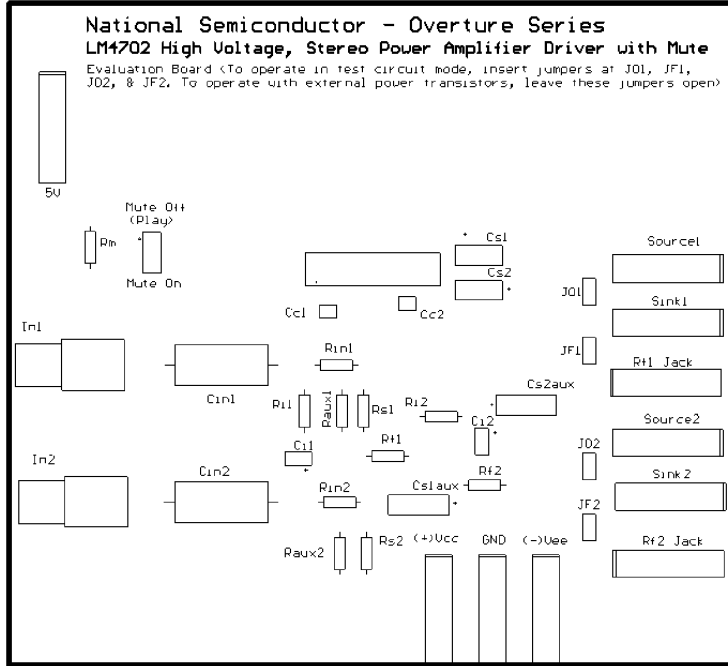 National Semiconductor - Overture Series
LM4702 High Voltage, Stereo Power Amplifier Driver with Mute
Evaluation Board (To operate in test circuit mode, insert jumpers at JO1, JF1,
JO2, & JF2. To operate with external power transistors, leave these jumpers open)
5V
Mute Off
(Play)
Rm
Mute On
Cs1
Cs2
Source1
JO1
Cc1
Cc2
Sink1
In1
Rin1
JF1
Rf1 Jack
Cin1
Ri1
Raux1
Rs1
Ri2
Cs2aux
Ci2
Source2
In2
Cin2
Ci1
Rf1
JO2
Rin2
Cs1aux
Rf2
Sink2
JF2
Raux2
Rs2
(+)Vcc
GND
(-)Vee
Rf2 Jack